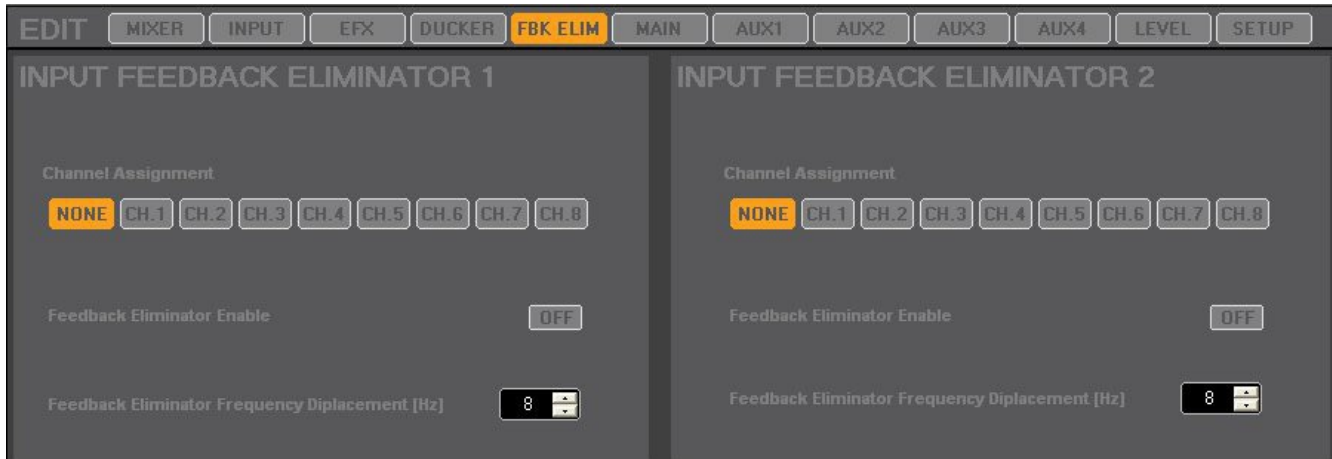 EDIT MIXER INPUT EFX DUCKER FBK ELIM MAIN AUX1 AUX2 AUX3 AUX4 LEVEL SETUP
INPUT FEEDBACK ELIMINATOR 1
Channel Assignment
NONE CH.1 CH.2 CH.3 CH.4 CH.5 CH.6 CH.7 CH.8
Feedback Eliminator Enable OFF
Feedback Eliminator Frequency Diplacement [Hz] 8
INPUT FEEDBACK ELIMINATOR 2
Channel Assignment
NONE CH.1 CH.2 CH.3 CH.4 CH.5 CH.6 CH.7 CH.8
Feedback Eliminator Enable OFF
Feedback Eliminator Frequency Diplacement [Hz] 8